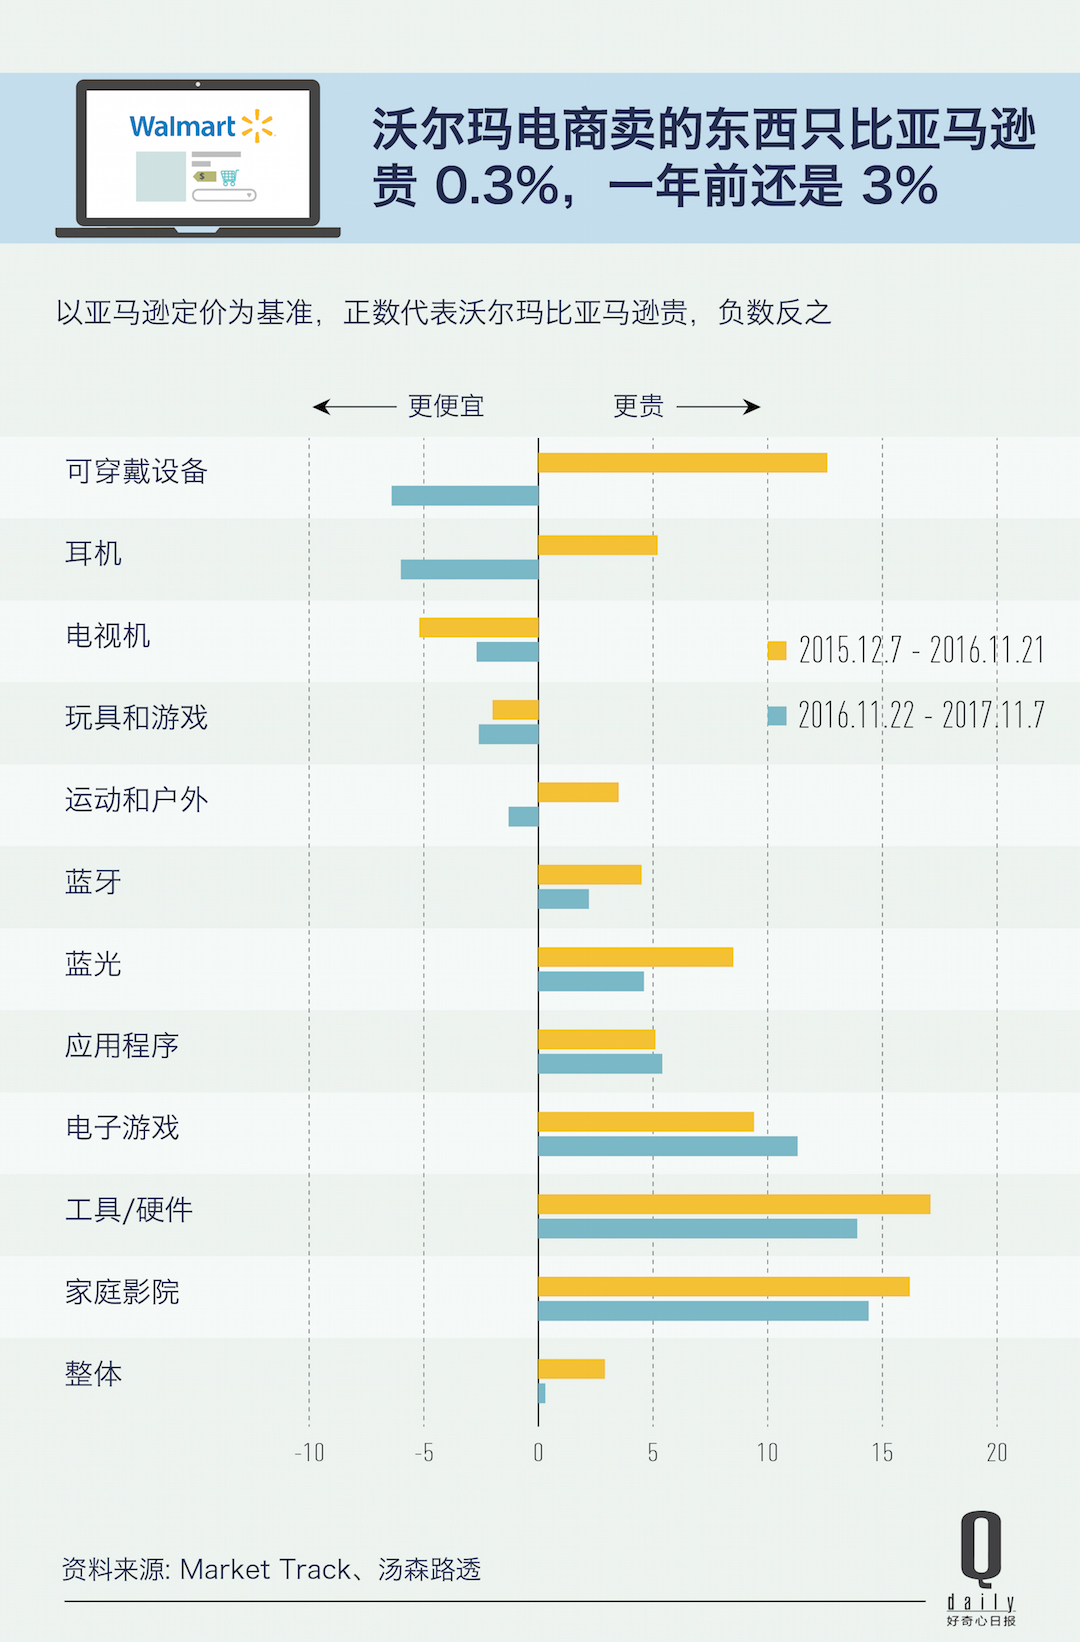 Walmart
$
沃尔玛电商卖的东西只比亚马逊
贵 0.3%，一年前还是 3%
以亚马逊定价为基准，正数代表沃尔玛比亚马逊贵，负数反之
更便宜
更贵
可穿戴设备
耳机
电视机
2015.12.7 - 2016.11.21
玩具和游戏
2016.11.22 - 2017.11.7
运动和户外
蓝牙
蓝光
应用程序
电子游戏
工具/硬件
家庭影院
整体
-10 -5 0 5 10 15 20
资料来源: Market Track、汤森路透
Q
daily
好奇心日报